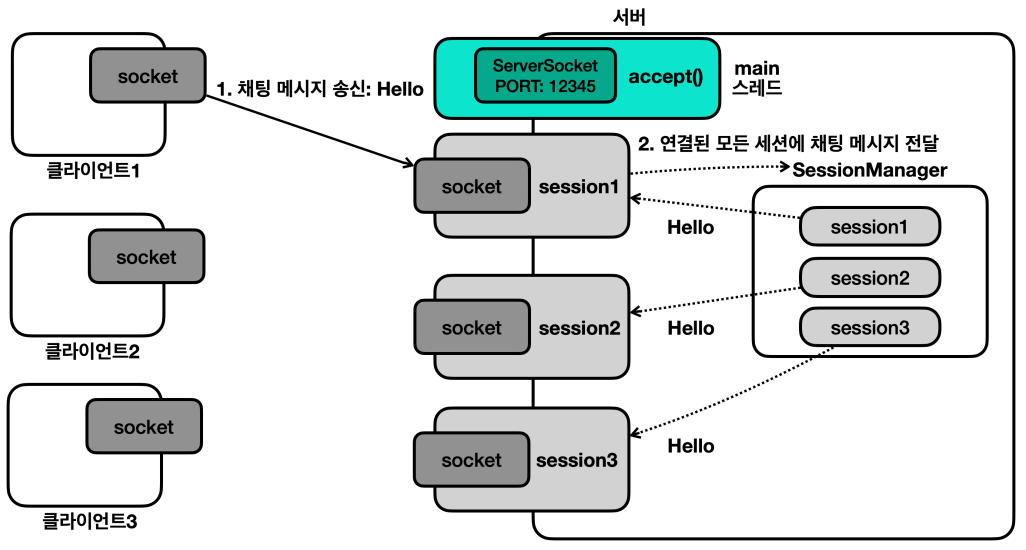 서버
socket
ServerSocket
PORT: 12345
accept()
main
스레드
1. 채팅 메시지 송신: Hello
클라이언트1
2. 연결된 모든 세션에 채팅 메시지 전달
SessionManager
socket
session1
session1
Hello
socket
클라이언트2
session2
socket
session2
Hello
session3
socket
클라이언트3
socket
session3
Hello